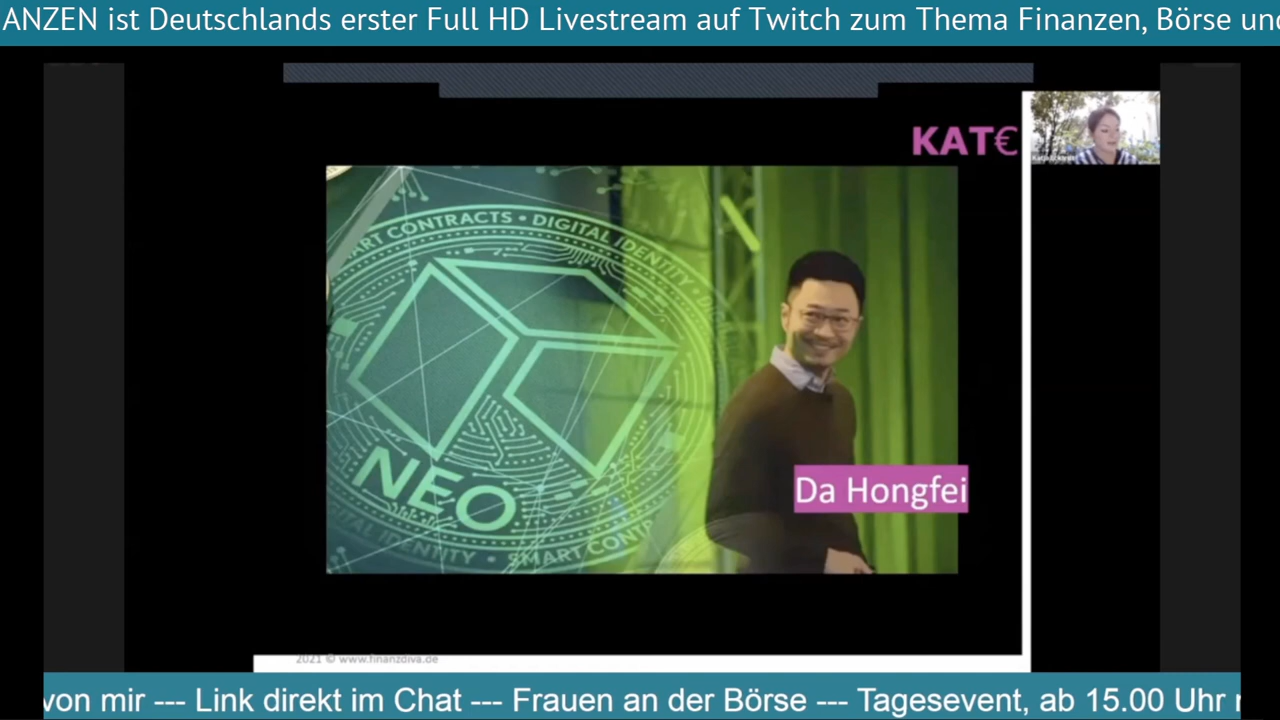 ANZEN ist Deutschlands erster Full HD Livestream auf Twitch zum Thema Finanzen, Börse und
KAT€
ART CONTRACTS • DIGITAL IDENTITY •
NEO
Da Hongfei
TAL IDENTITY • SMART CONTR
2021 © www.finanzdiva.de
von mir --- Link direkt im Chat --- Frauen an der Börse --- Tagesevent, ab 15.00 Uhr